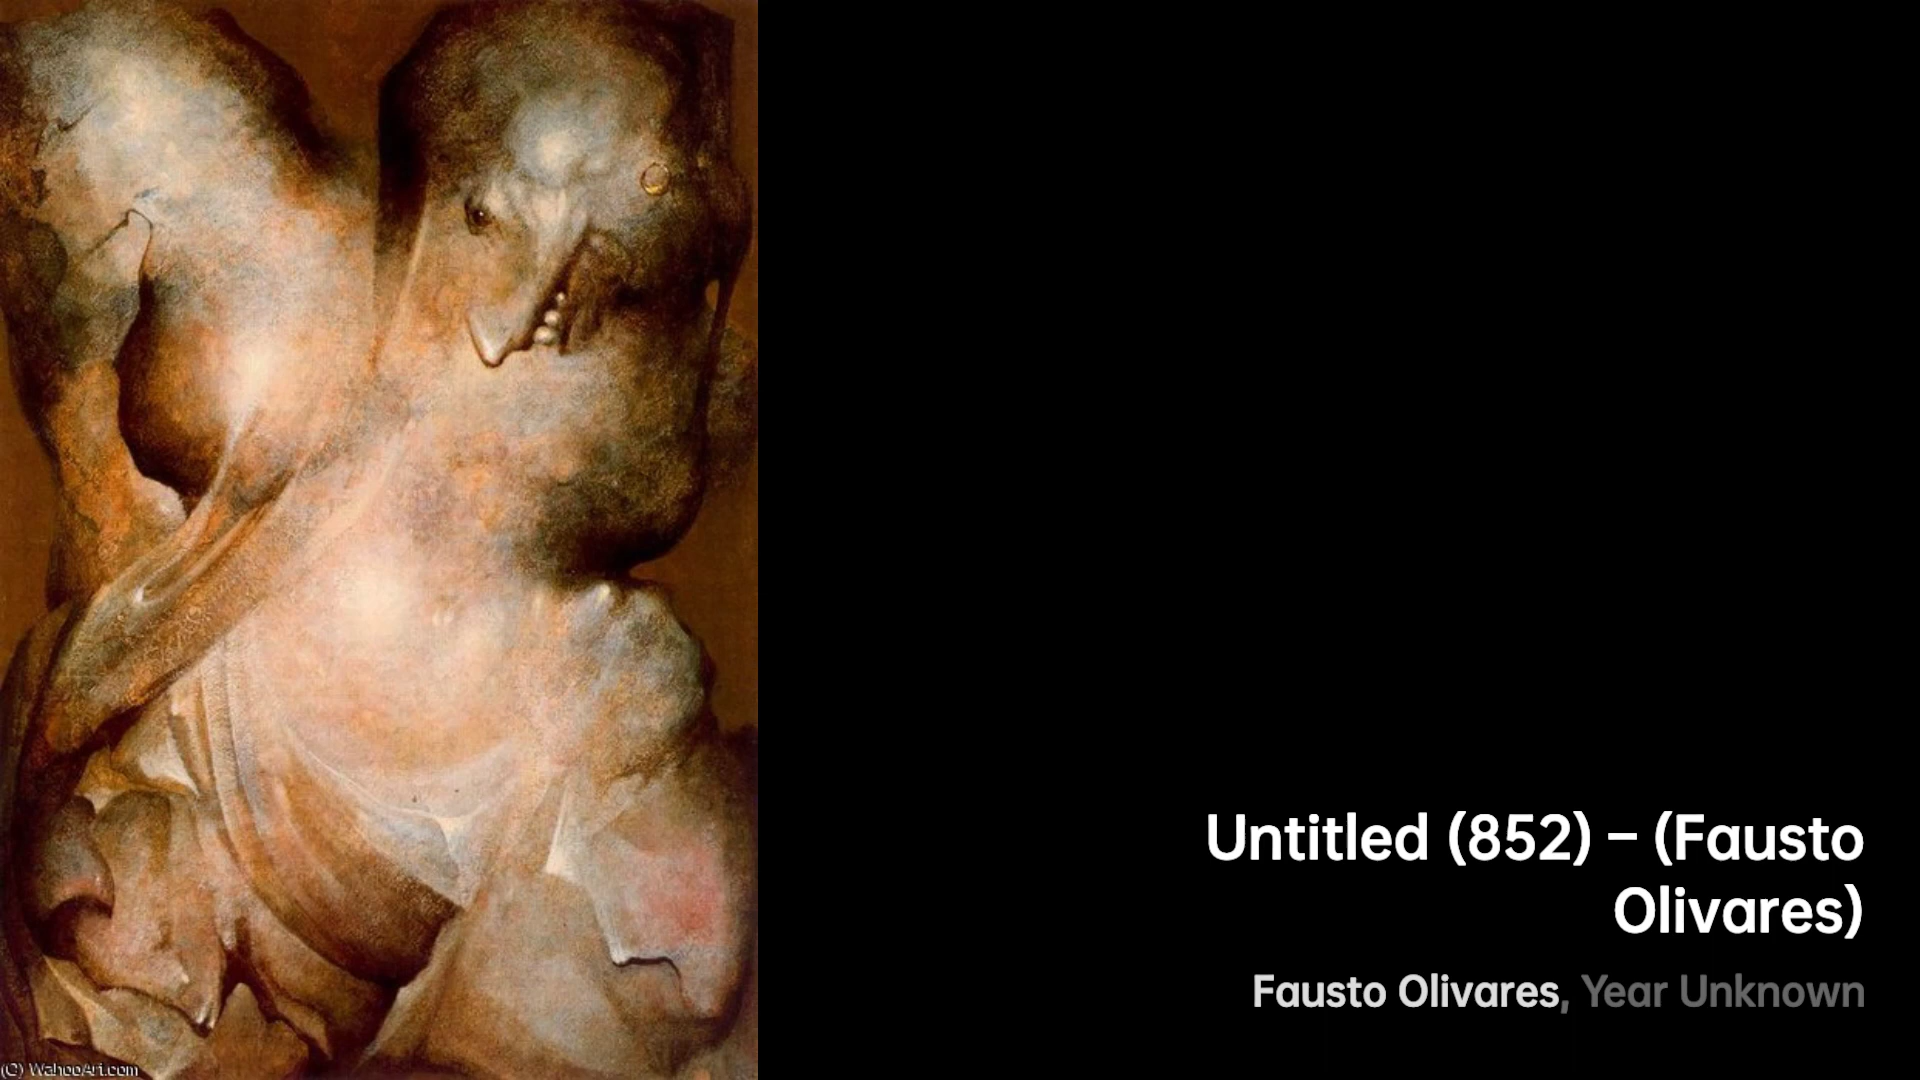 Untitled (852) – (Fausto
Olivares)
Fausto Olivares, Year Unknown
(C) WahooArt.com